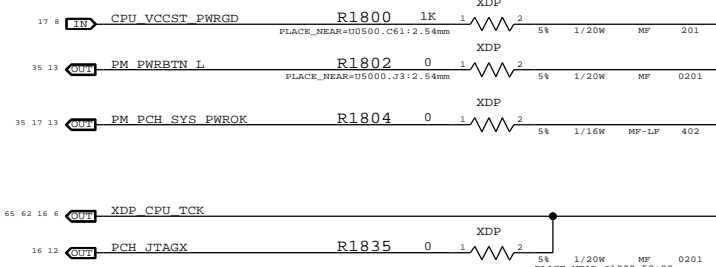 XDP
17 8 IN CPU_VCCST_PWRGD R1800 1K 1 2
PLACE_NEAR=U0500.C61:2.54mm 5% 1/20W MF 201
XDP
35 13 OUT PM_PWRBTN_L R1802 0 1 2
PLACE_NEAR=U5000.J3:2.54mm 5% 1/20W MF 0201
XDP
35 17 13 OUT PM_PCH_SYS_PWROK R1804 0 1 2
5% 1/16W MF-LF 402
65 62 16 6 OUT XDP_CPU_TCK
XDP
16 12 OUT PCH_JTAGX R1835 0 1 2
5% 1/20W MF 0201